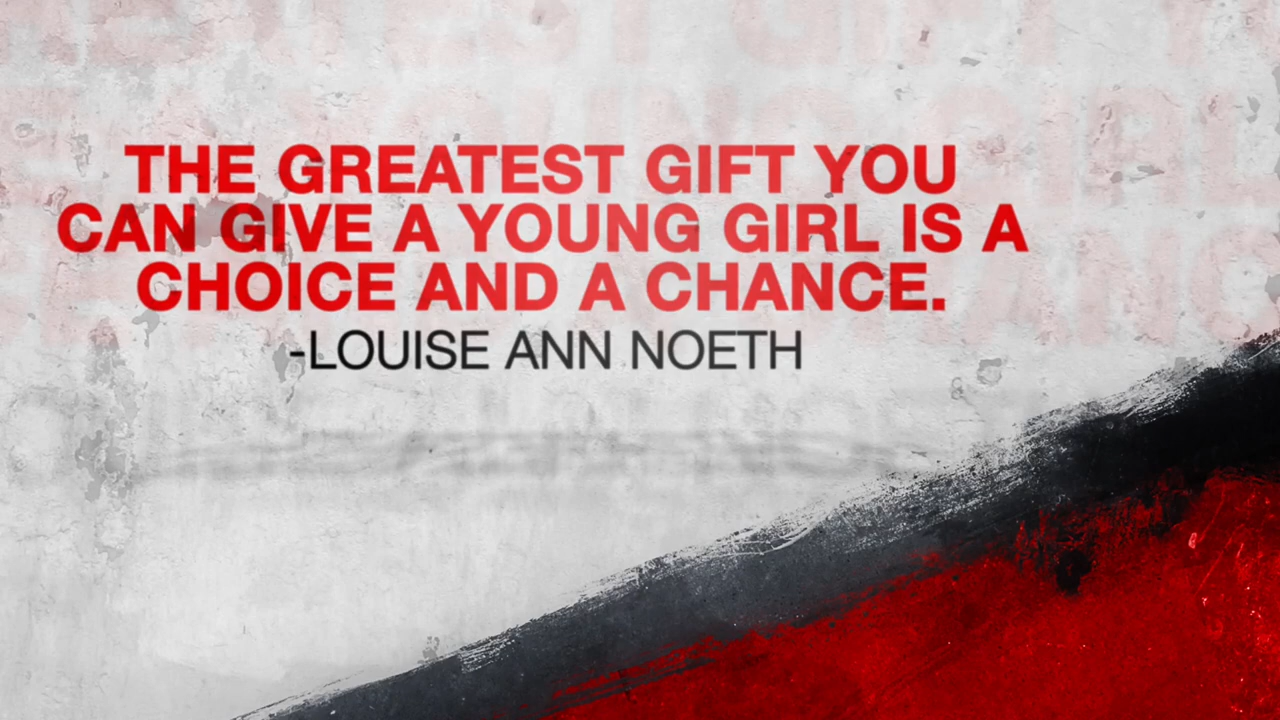 THE GREATEST GIFT YOU
CAN GIVE A YOUNG GIRL IS A
CHOICE AND A CHANCE.
-LOUISE ANN NOETH